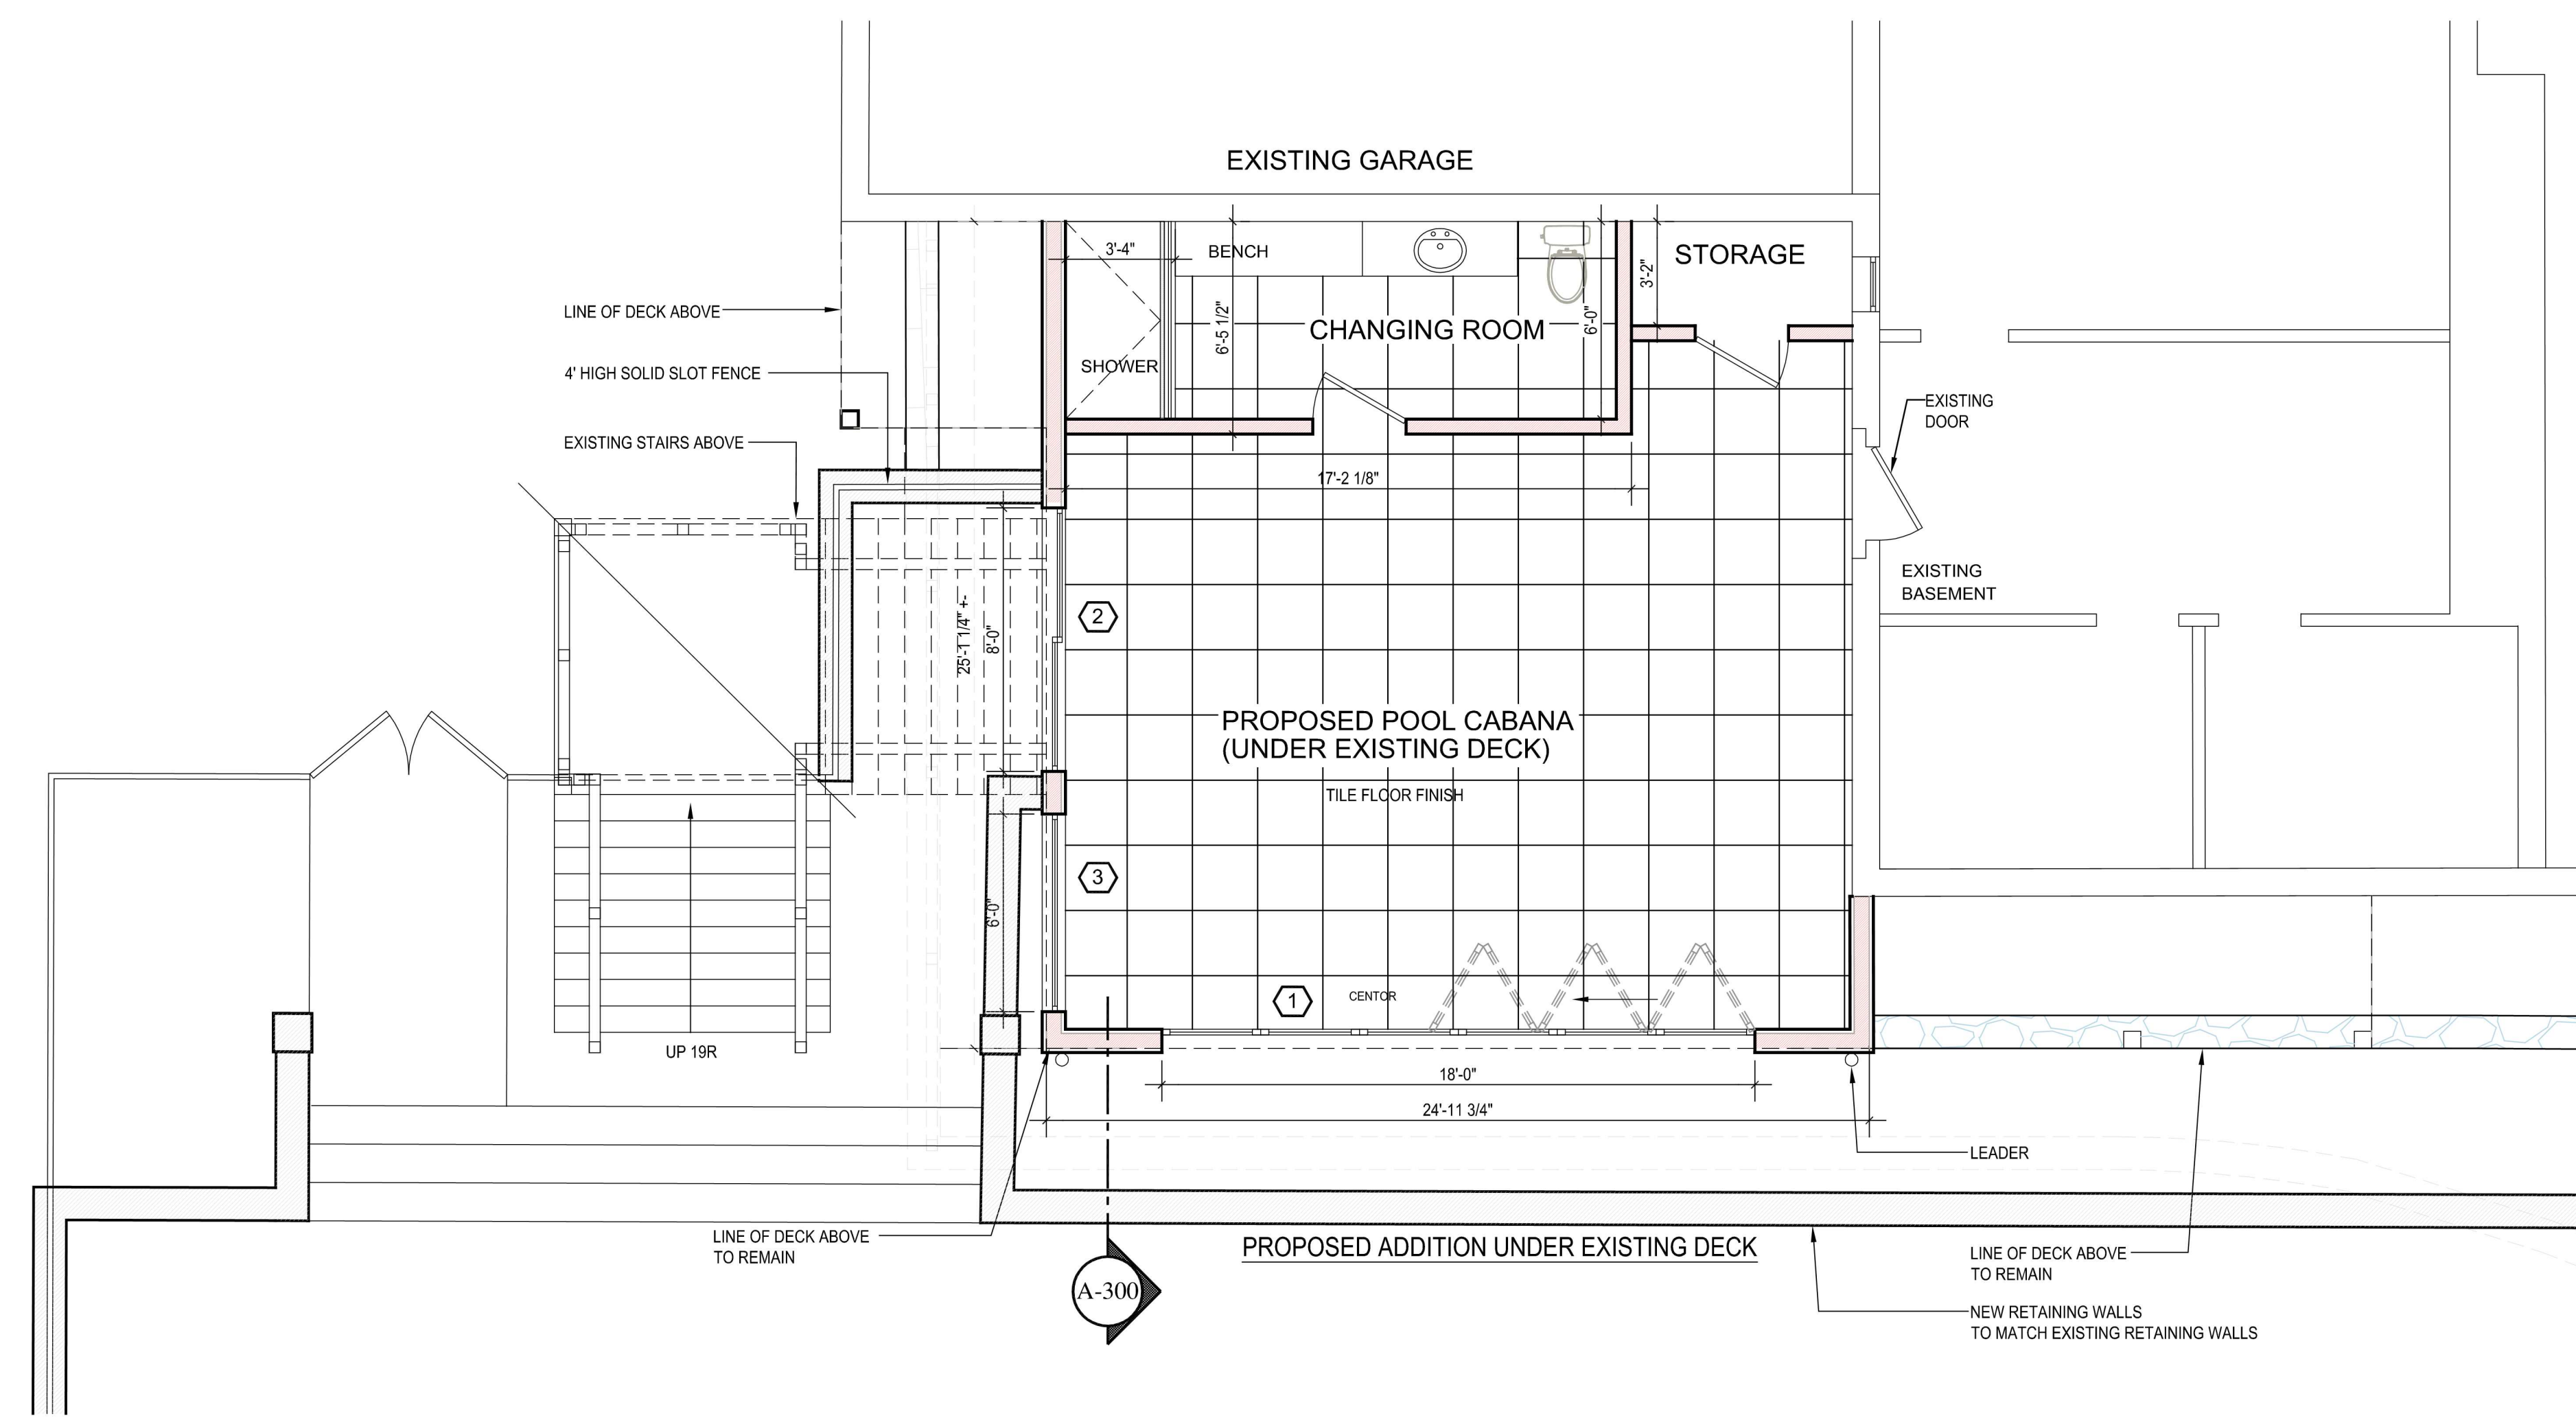 EXISTING GARAGE
3'-4"
BENCH
STORAGE
3'-2"
LINE OF DECK ABOVE
6'-5 1/2"
CHANGING ROOM
6'-0"
SHOWER
4' HIGH SOLID SLOT FENCE
EXISTING
DOOR
EXISTING STAIRS ABOVE
17'-2 1/8"
EXISTING
BASEMENT
2
25'-1 1/4" +-
8'-0"
PROPOSED POOL CABANA
(UNDER EXISTING DECK)
TILE FLOOR FINISH
3
6'-0"
1
CENTOR
UP 19R
18'-0"
24'-11 3/4"
LEADER
LINE OF DECK ABOVE
TO REMAIN
PROPOSED ADDITION UNDER EXISTING DECK
LINE OF DECK ABOVE
TO REMAIN
A-300
NEW RETAINING WALLS
TO MATCH EXISTING RETAINING WALLS